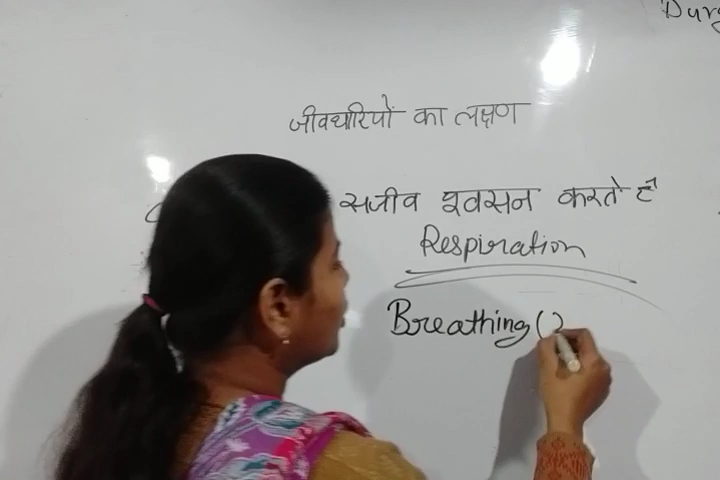 जीवधारियों का लक्षण
सजीव श्वसन करते हैं
Respiration
Breathing (